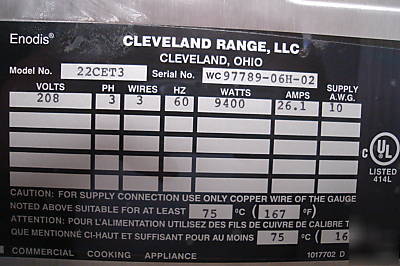 Enodis® CLEVELAND RANGE, LLC
CLEVELAND, OHIO
Model No. 22CET3 Serial No. WC97789-06H-02
VOLTS PH WIRES HZ WATTS AMPS SUPPLY A.W.G.
208 3 3 60 9400 26.1 10
C UL LISTED 414L
CAUTION: FOR SUPPLY CONNECTION USE ONLY COPPER WIRE OF THE GAUGE
NOTED ABOVE SUITABLE FOR AT LEAST 75 °C ( 167 °F)
ATTENTION: POUR L'ALIMENTATION UTILISEZ DES FILS DE CUIVRE DE CALIBRE T
QUE MENTIONNE CI-HAUT ET SUFFISANT POUR AU MOINS 75 °C ( 16
COMMERCIAL COOKING APPLIANCE 1017702 D